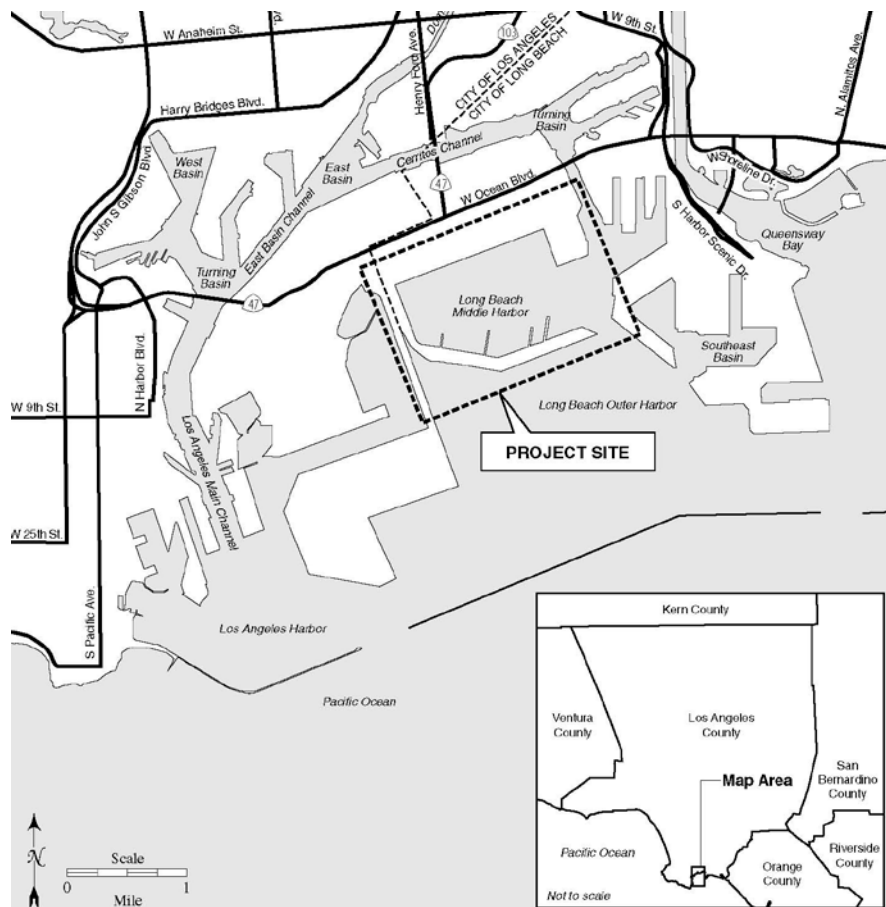 W Anaheim St.
103
W 9th St.
N. Alamitos Ave.
Henry Ford Ave.
CITY OF LOS ANGELES
CITY OF LONG BEACH
Harry Bridges Blvd.
Turning
Basin
West
Basin
East
Basin
Cerritos Channel
47
W Shoreline Dr.
John S Gibson Blvd.
W Ocean Blvd.
S Harbor Scenic Dr.
Queensway
Bay
East Basin Channel
Turning
Basin
47
Long Beach
Middle Harbor
N Harbor Blvd.
Southeast
Basin
W 9th St.
Long Beach Outer Harbor
PROJECT SITE
Los Angeles Main Channel
W 25th St.
S Pacific Ave.
Los Angeles Harbor
Pacific Ocean
Kern County
Ventura
County
Los Angeles
County
San
Bernardino
County
Map Area
Pacific Ocean
Orange
County
Riverside
County
Not to scale
N
Scale
0
1
Mile